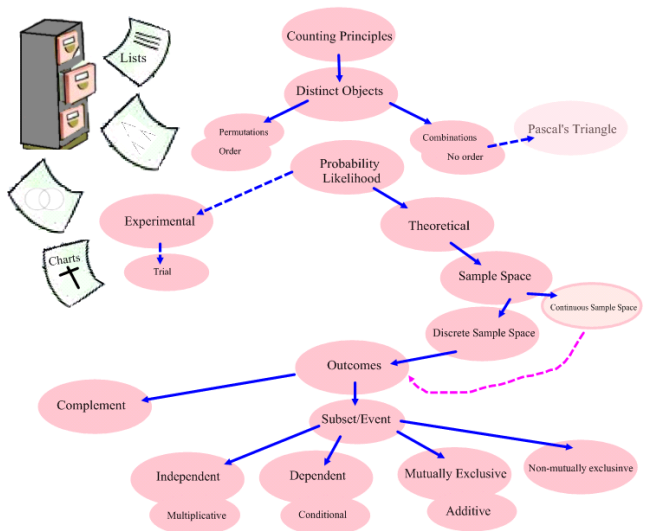 Counting Principles
Lists
Distinct Objects
Permutations
Order
Combinations
No order
Pascal's Triangle
Probability
Likelihood
Experimental
Theoretical
Charts
Trial
Sample Space
Continuous Sample Space
Discrete Sample Space
Outcomes
Complement
Subset/Event
Independent
Dependent
Mutually Exclusive
Non-mutually exclusinve
Multiplicative
Conditional
Additive